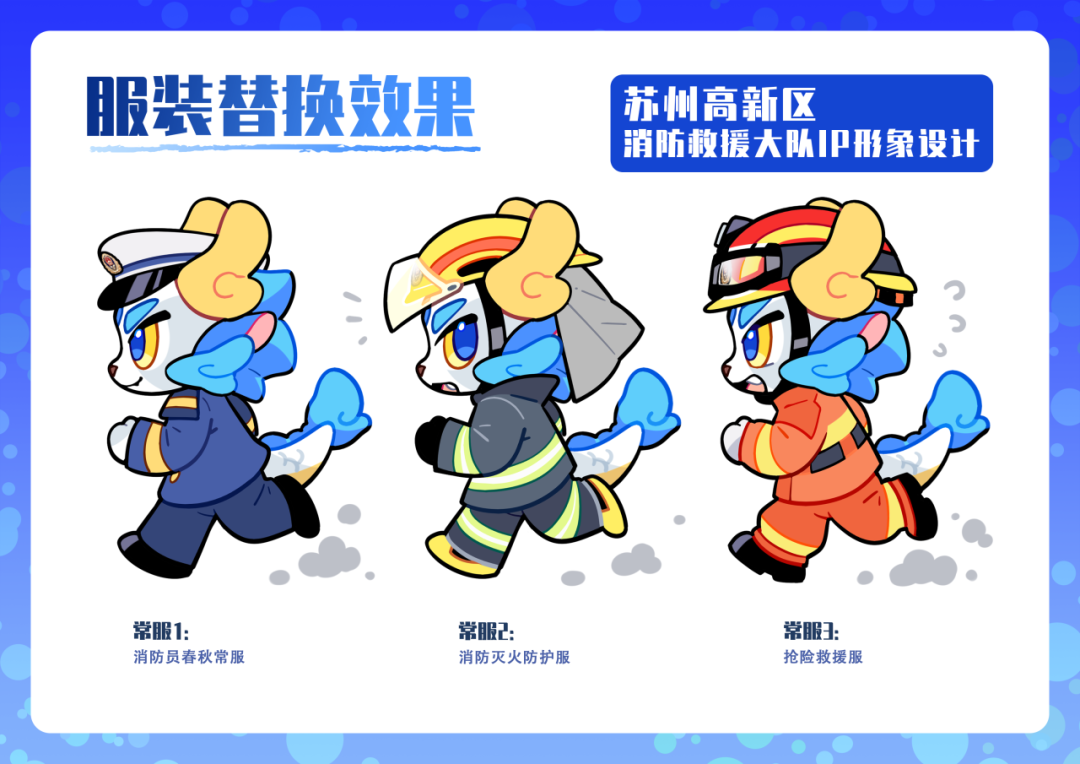 服装替换效果
苏州高新区
消防救援大队IP形象设计
常服1:
消防员春秋常服
常服2:
消防灭火防护服
常服3:
抢险救援服